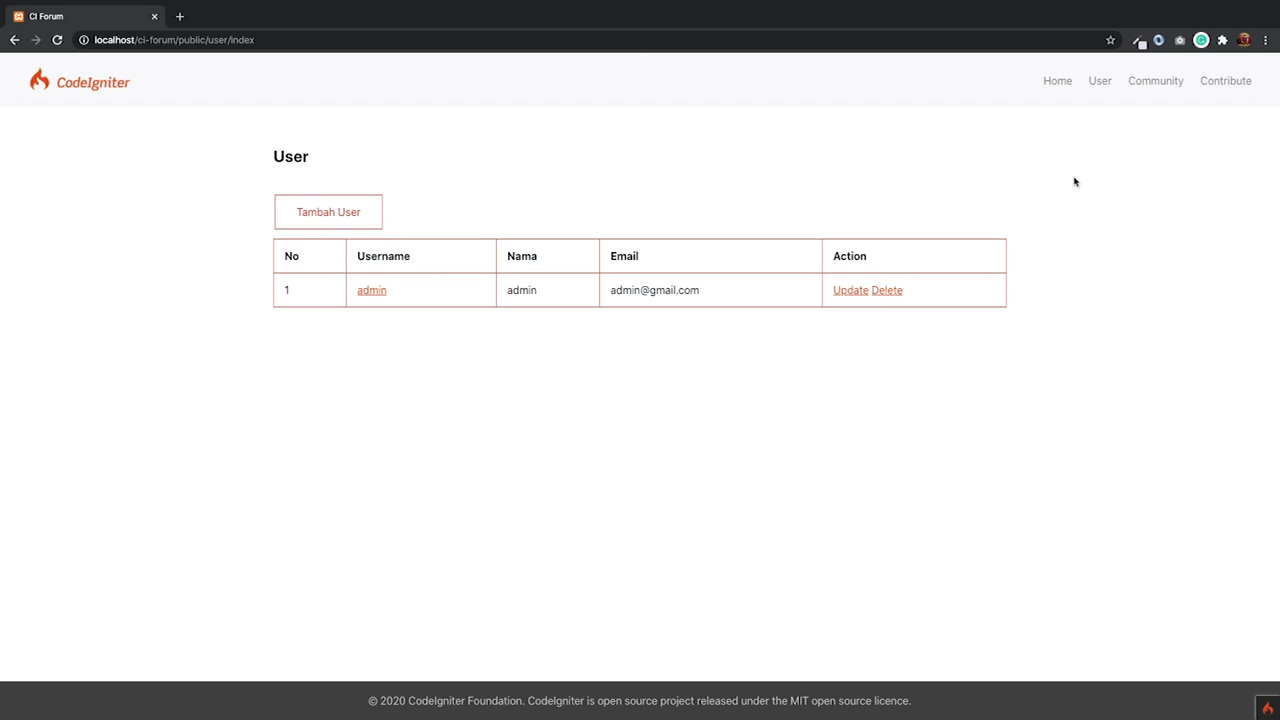 CI Forum
localhost/ci-forum/public/user/index
CodeIgniter
Home User Community Contribute
User
Tambah User
No Username Nama Email Action
1 admin admin admin@gmail.com Update Delete
© 2020 CodeIgniter Foundation. CodeIgniter is open source project released under the MIT open source licence.